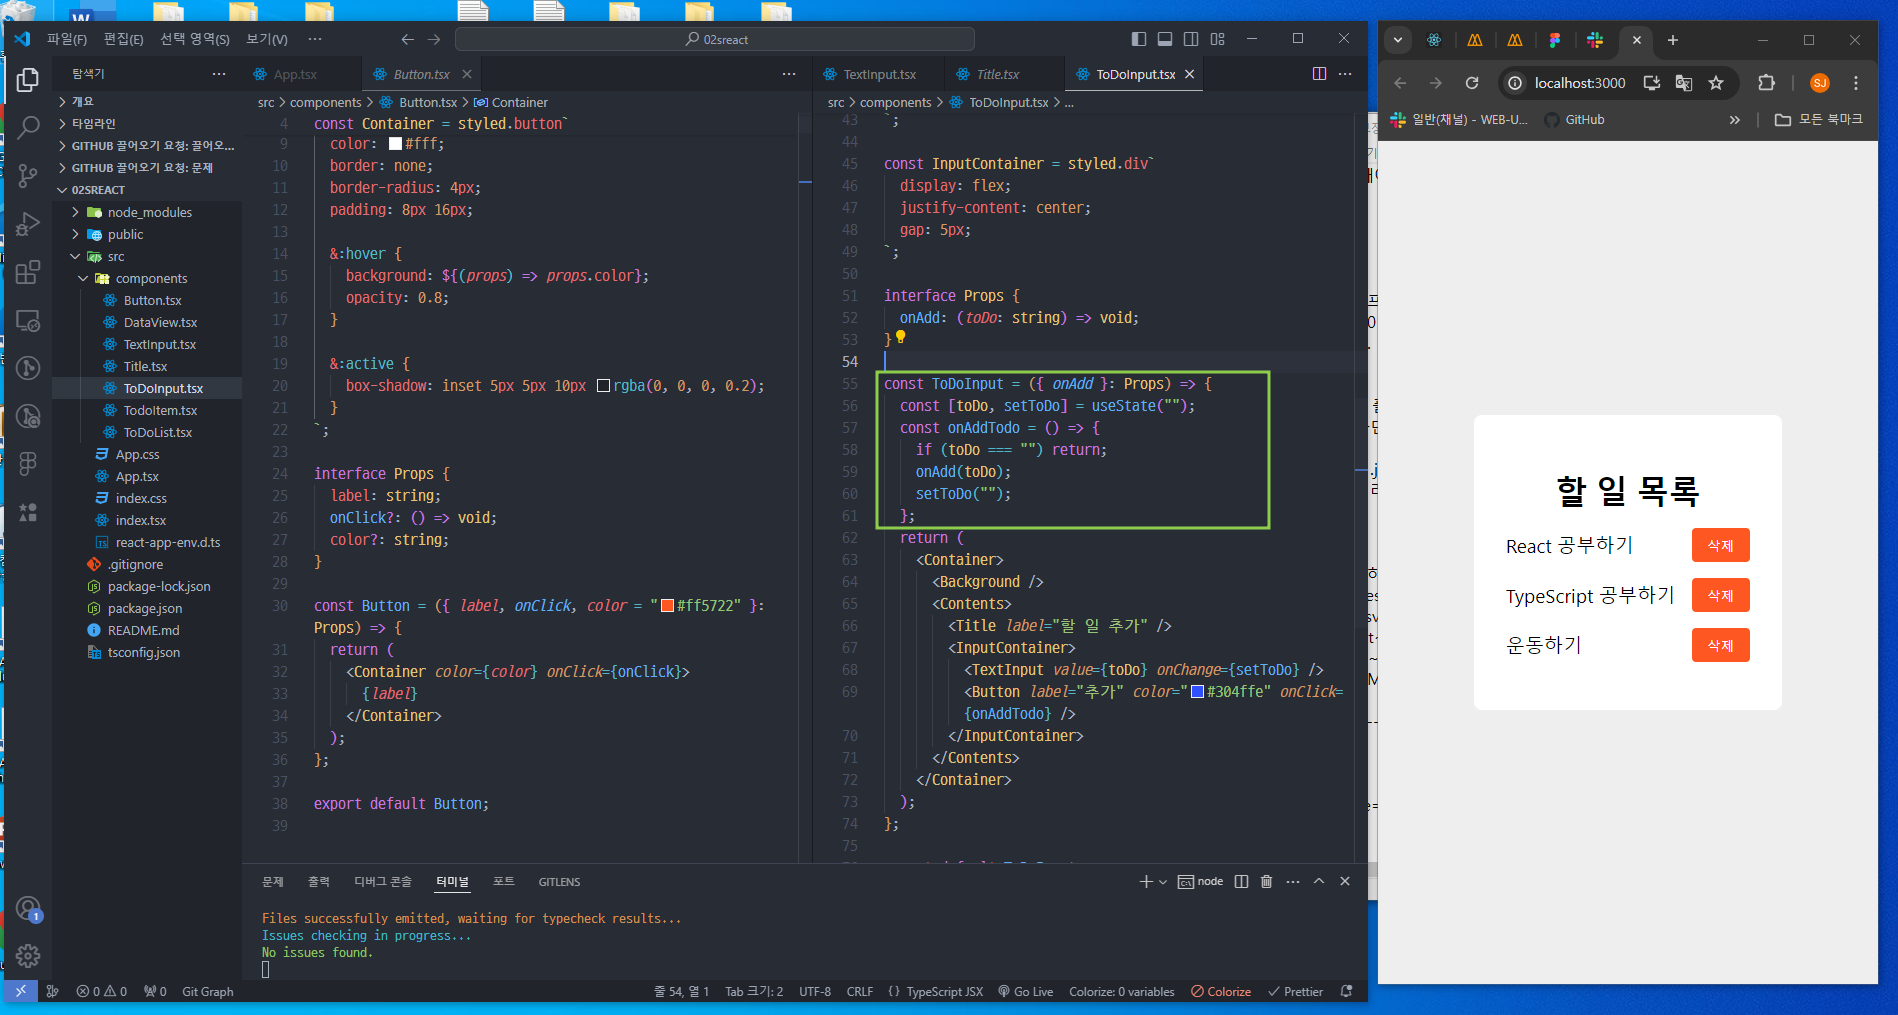 파일(F) 편집(E) 선택 영역(S) 보기(V) ··· 02sreact
탐색기
개요
타임라인
GITHUB 끌어오기 요청: 끌어오...
GITHUB 끌어오기 요청: 문제
02SREACT
node_modules
public
src
components
Button.tsx
DataView.tsx
TextInput.tsx
Title.tsx
ToDoInput.tsx
TodoItem.tsx
ToDoList.tsx
App.css
App.tsx
index.css
index.tsx
react-app-env.d.ts
.gitignore
package-lock.json
package.json
README.md
tsconfig.json
1
App.tsx Button.tsx
src > components > Button.tsx > Container
4 const Container = styled.button`
9 color: #fff;
10 border: none;
11 border-radius: 4px;
12 padding: 8px 16px;
13
14 &:hover {
15 background: ${(props) => props.color};
16 opacity: 0.8;
17 }
18
19 &:active {
20 box-shadow: inset 5px 5px 10px rgba(0, 0, 0, 0.2);
21 }
22 `;
23
24 interface Props {
25 label: string;
26 onClick?: () => void;
27 color?: string;
28 }
29
30 const Button = ({ label, onClick, color = "#ff5722" }:
Props) => {
31 return (
32 <Container color={color} onClick={onClick}>
33 {label}
34 </Container>
35 );
36 };
37
38 export default Button;
39
TextInput.tsx Title.tsx ToDoInput.tsx
src > components > ToDoInput.tsx > ...
43 `;
44
45 const InputContainer = styled.div`
46 display: flex;
47 justify-content: center;
48 gap: 5px;
49 `;
50
51 interface Props {
52 onAdd: (toDo: string) => void;
53 }
54
55 const ToDoInput = ({ onAdd }: Props) => {
56 const [toDo, setToDo] = useState("");
57 const onAddTodo = () => {
58 if (toDo === "") return;
59 onAdd(toDo);
60 setToDo("");
61 };
62 return (
63 <Container>
64 <Background />
65 <Contents>
66 <Title label="할 일 추가" />
67 <InputContainer>
68 <TextInput value={toDo} onChange={setToDo} />
69 <Button label="추가" color="#304ffe" onClick=
{onAddTodo} />
70 </InputContainer>
71 </Contents>
72 </Container>
73 );
74 };
75
문제 출력 디버그 콘솔 터미널 포트 GITLENS
node
Files successfully emitted, waiting for typecheck results...
Issues checking in progress...
No issues found.
0 0 0 Git Graph
줄 54, 열 1 Tab 크기: 2 UTF-8 CRLF {} TypeScript JSX Go Live Colorize: 0 variables Colorize Prettier
localhost:3000
SJ
일반(채널) - WEB-U... GitHub » 모든 북마크
할 일 목록
React 공부하기 삭제
TypeScript 공부하기 삭제
운동하기 삭제